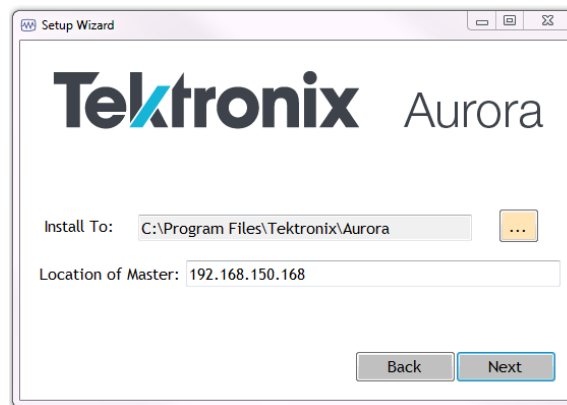 Setup Wizard
Tektronix Aurora
Install To: C:\Program Files\Tektronix\Aurora ...
Location of Master: 192.168.150.168
Back Next